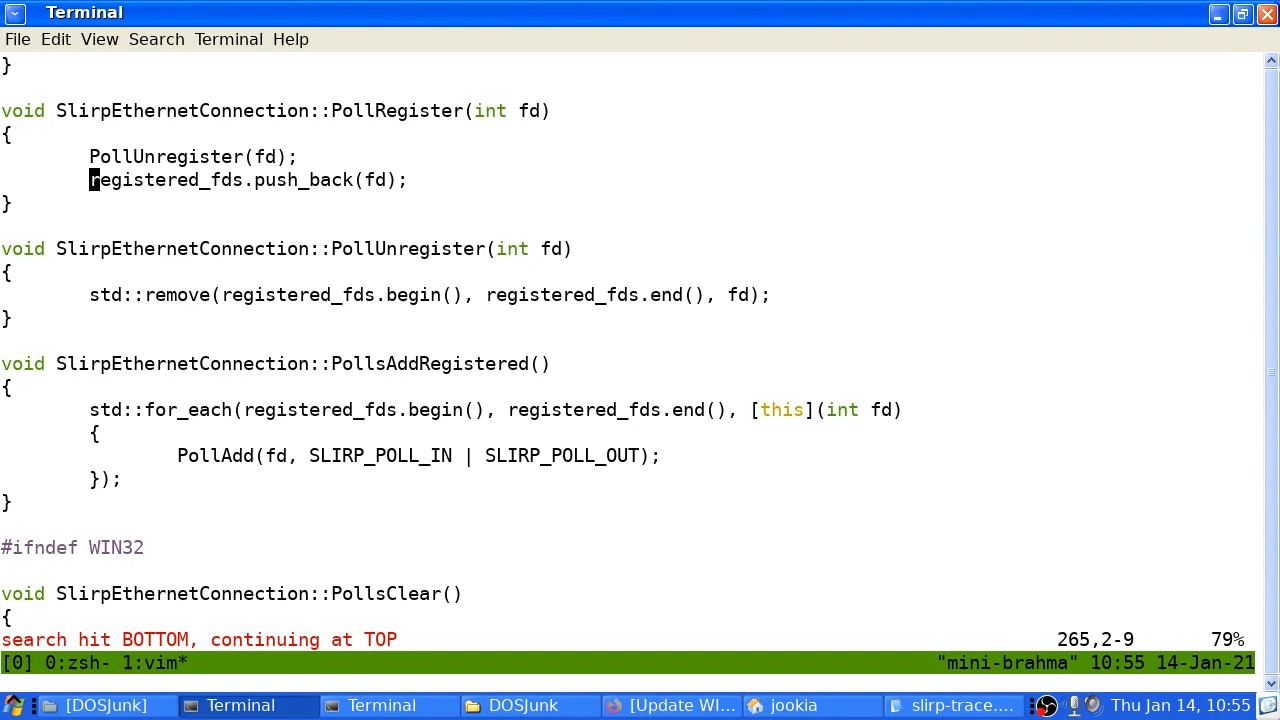 Terminal
File Edit View Search Terminal Help
}
void SlirpEthernetConnection::PollRegister(int fd)
{
PollUnregister(fd);
registered_fds.push_back(fd);
}
void SlirpEthernetConnection::PollUnregister(int fd)
{
std::remove(registered_fds.begin(), registered_fds.end(), fd);
}
void SlirpEthernetConnection::PollsAddRegistered()
{
std::for_each(registered_fds.begin(), registered_fds.end(), [this](int fd)
{
PollAdd(fd, SLIRP_POLL_IN | SLIRP_POLL_OUT);
});
}
#ifndef WIN32
void SlirpEthernetConnection::PollsClear()
{
search hit BOTTOM, continuing at TOP 265,2-9 79%
[0] 0:zsh- 1:vim* "mini-brahma" 10:55 14-Jan-21
[DOSJunk] Terminal Terminal DOSJunk [Update WI... jookia slirp-trace.... Thu Jan 14, 10:55